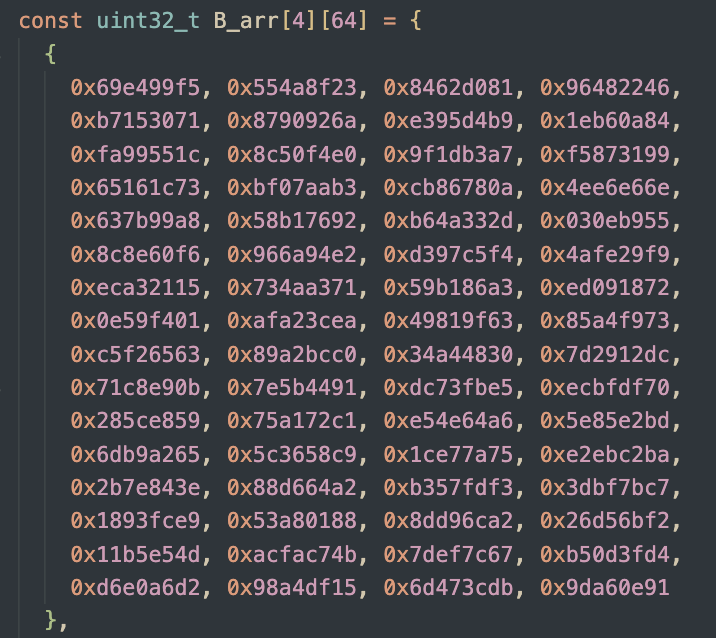 const uint32_t B_arr[4][64] = {
{
0x69e499f5, 0x554a8f23, 0x8462d081, 0x96482246,
0xb7153071, 0x8790926a, 0xe395d4b9, 0x1eb60a84,
0xfa99551c, 0x8c50f4e0, 0x9f1db3a7, 0xf5873199,
0x65161c73, 0xbf07aab3, 0xcb86780a, 0x4ee6e66e,
0x637b99a8, 0x58b17692, 0xb64a332d, 0x030eb955,
0x8c8e60f6, 0x966a94e2, 0xd397c5f4, 0x4afe29f9,
0xeca32115, 0x734aa371, 0x59b186a3, 0xed091872,
0x0e59f401, 0xafa23cea, 0x49819f63, 0x85a4f973,
0xc5f26563, 0x89a2bcc0, 0x34a44830, 0x7d2912dc,
0x71c8e90b, 0x7e5b4491, 0xdc73fbe5, 0xecbfdf70,
0x285ce859, 0x75a172c1, 0xe54e64a6, 0x5e85e2bd,
0x6db9a265, 0x5c3658c9, 0x1ce77a75, 0xe2ebc2ba,
0x2b7e843e, 0x88d664a2, 0xb357fdf3, 0x3dbf7bc7,
0x1893fce9, 0x53a80188, 0x8dd96ca2, 0x26d56bf2,
0x11b5e54d, 0xacfac74b, 0x7def7c67, 0xb50d3fd4,
0xd6e0a6d2, 0x98a4df15, 0x6d473cdb, 0x9da60e91
},